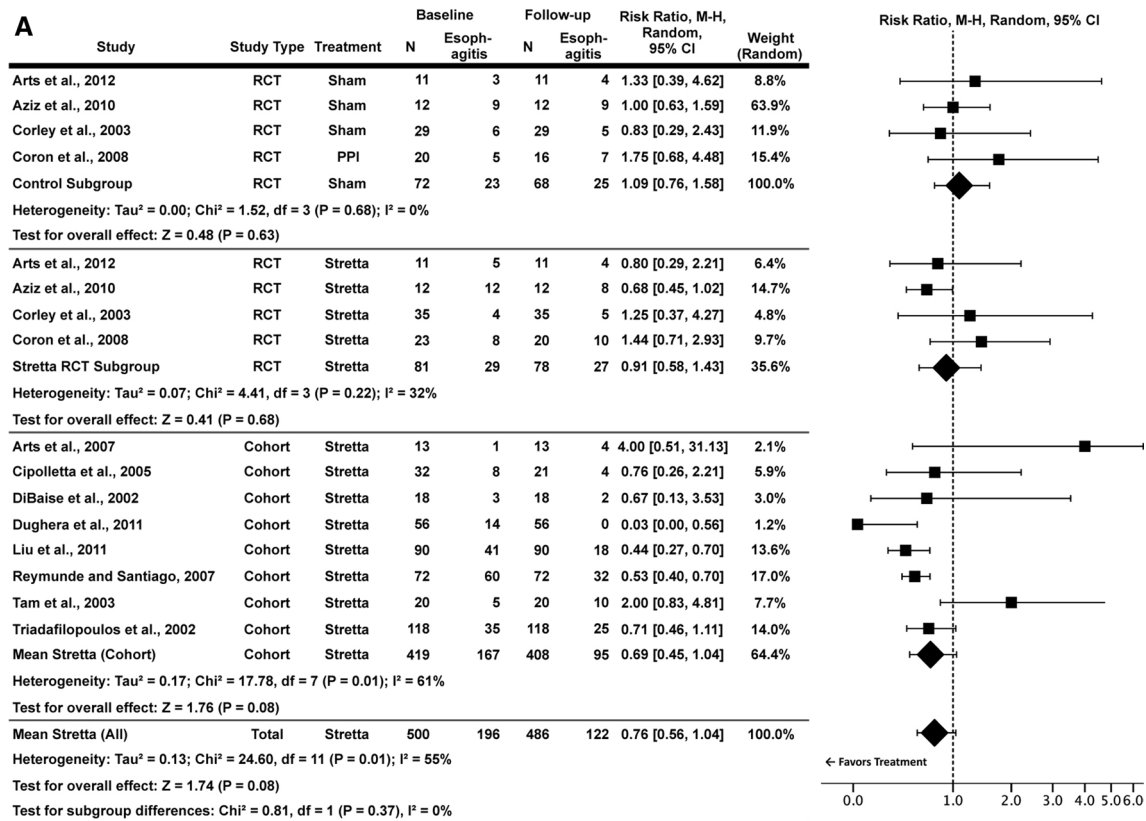 A
Baseline Follow-up Risk Ratio, M-H, Random, 95% CI Risk Ratio, M-H, Random, 95% CI
Study Study Type Treatment N Esoph-agitis N Esoph-agitis Weight (Random)
Arts et al., 2012 RCT Sham 11 3 11 4 1.33 [0.39, 4.62] 8.8%
Aziz et al., 2010 RCT Sham 12 9 12 9 1.00 [0.63, 1.59] 63.9%
Corley et al., 2003 RCT Sham 29 6 29 5 0.83 [0.29, 2.43] 11.9%
Coron et al., 2008 RCT PPI 20 5 16 7 1.75 [0.68, 4.48] 15.4%
Control Subgroup RCT Sham 72 23 68 25 1.09 [0.76, 1.58] 100.0%
Heterogeneity: Tau² = 0.00; Chi² = 1.52, df = 3 (P = 0.68); I² = 0%
Test for overall effect: Z = 0.48 (P = 0.63)
Arts et al., 2012 RCT Stretta 11 5 11 4 0.80 [0.29, 2.21] 6.4%
Aziz et al., 2010 RCT Stretta 12 12 12 8 0.68 [0.45, 1.02] 14.7%
Corley et al., 2003 RCT Stretta 35 4 35 5 1.25 [0.37, 4.27] 4.8%
Coron et al., 2008 RCT Stretta 23 8 20 10 1.44 [0.71, 2.93] 9.7%
Stretta RCT Subgroup RCT Stretta 81 29 78 27 0.91 [0.58, 1.43] 35.6%
Heterogeneity: Tau² = 0.07; Chi² = 4.41, df = 3 (P = 0.22); I² = 32%
Test for overall effect: Z = 0.41 (P = 0.68)
Arts et al., 2007 Cohort Stretta 13 1 13 4 4.00 [0.51, 31.13] 2.1%
Cipolletta et al., 2005 Cohort Stretta 32 8 21 4 0.76 [0.26, 2.21] 5.9%
DiBaise et al., 2002 Cohort Stretta 18 3 18 2 0.67 [0.13, 3.53] 3.0%
Dughera et al., 2011 Cohort Stretta 56 14 56 0 0.03 [0.00, 0.56] 1.2%
Liu et al., 2011 Cohort Stretta 90 41 90 18 0.44 [0.27, 0.70] 13.6%
Reymunde and Santiago, 2007 Cohort Stretta 72 60 72 32 0.53 [0.40, 0.70] 17.0%
Tam et al., 2003 Cohort Stretta 20 5 20 10 2.00 [0.83, 4.81] 7.7%
Triadafilopoulos et al., 2002 Cohort Stretta 118 35 118 25 0.71 [0.46, 1.11] 14.0%
Mean Stretta (Cohort) Cohort Stretta 419 167 408 95 0.69 [0.45, 1.04] 64.4%
Heterogeneity: Tau² = 0.17; Chi² = 17.78, df = 7 (P = 0.01); I² = 61%
Test for overall effect: Z = 1.76 (P = 0.08)
Mean Stretta (All) Total Stretta 500 196 486 122 0.76 [0.56, 1.04] 100.0%
Heterogeneity: Tau² = 0.13; Chi² = 24.60, df = 11 (P = 0.01); I² = 55%
← Favors Treatment
Test for overall effect: Z = 1.74 (P = 0.08)
Test for subgroup differences: Chi² = 0.81, df = 1 (P = 0.37), I² = 0%
0.0 1.0 2.0 3.0 4.0 5.0 6.0